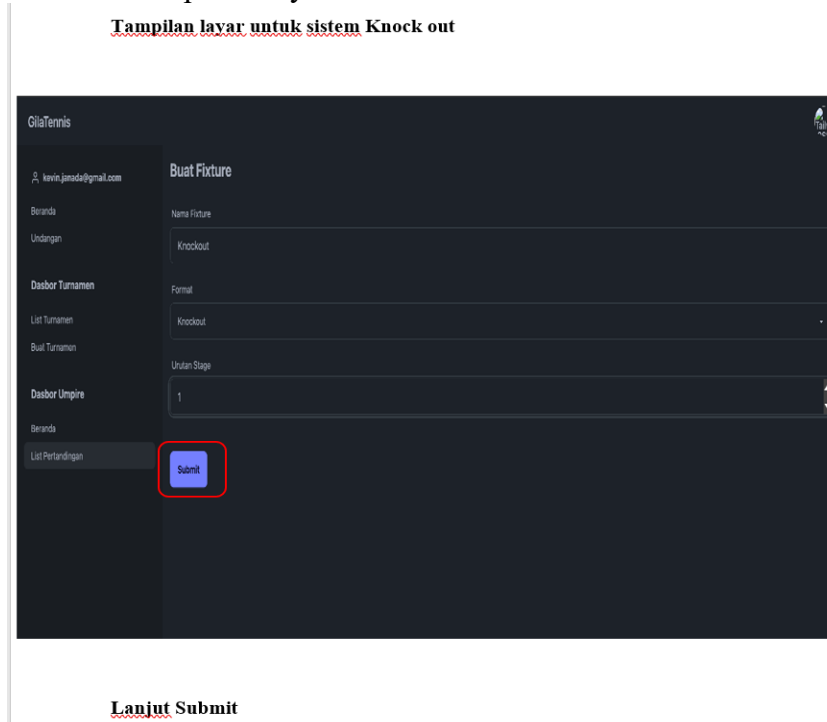 Tampilan layar untuk sistem Knock out
GilaTennis
kevin.janada@gmail.com
Beranda
Undangan
Dasbor Turnamen
List Turnamen
Buat Turnamen
Dasbor Umpire
Beranda
List Pertandingan
Buat Fixture
Nama Fixture
Knockout
Format
Knockout
Urutan Stage
1
Submit
Lanjut Submit